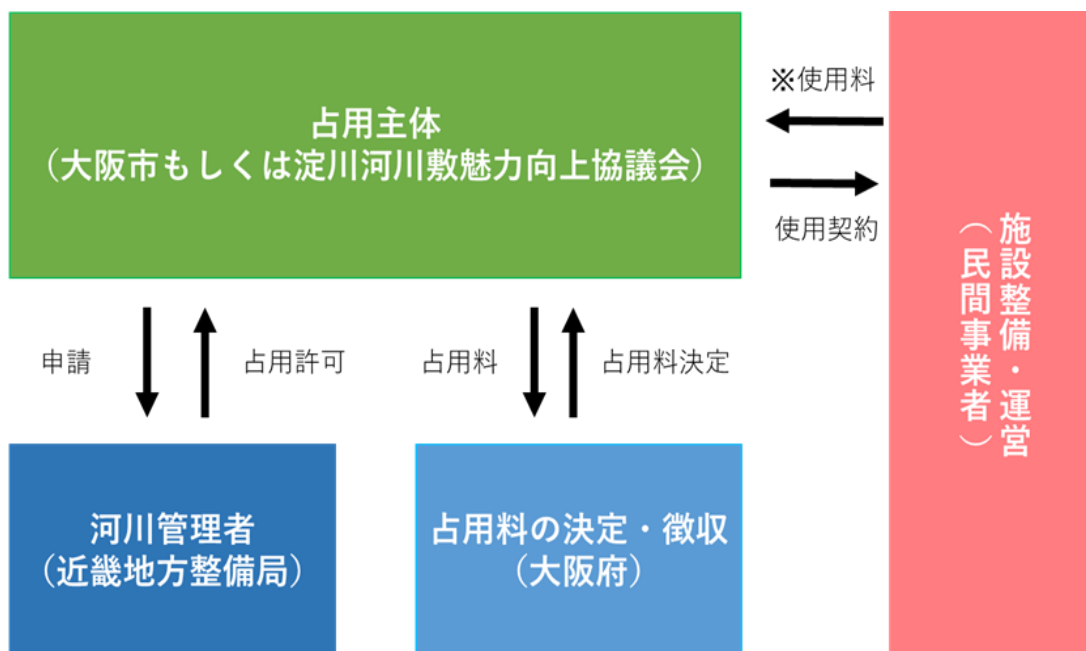 占用主体
（大阪市もしくは淀川河川敷魅力向上協議会）
※使用料
使用契約
施設整備・運営
（民間事業者）
申請
占用許可
占用料
占用料決定
河川管理者
（近畿地方整備局）
占用料の決定・徴収
（大阪府）